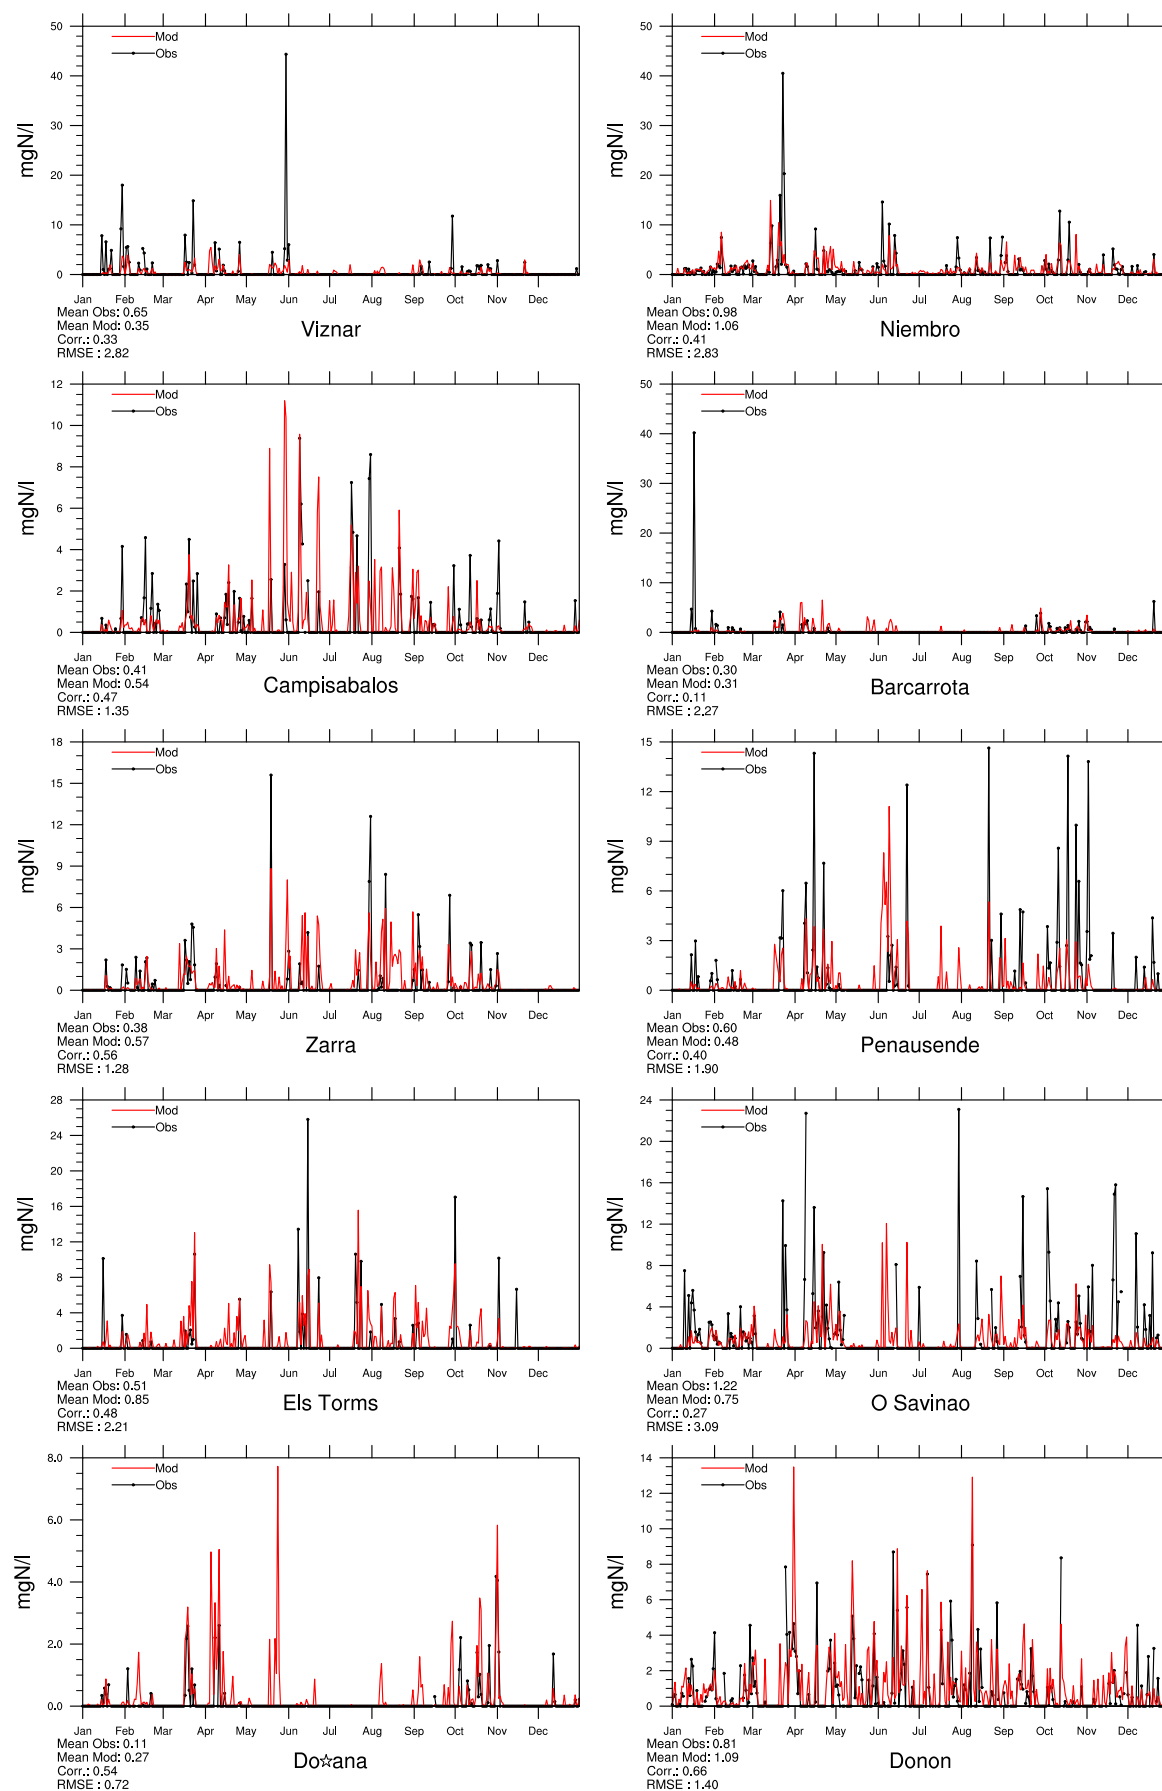 50
40
30
20
10
0
mgN/l
Mod
Obs
Jan Feb Mar Apr May Jun Jul Aug Sep Oct Nov Dec
Mean Obs: 0.65
Mean Mod: 0.35
Corr.: 0.33
RMSE : 2.82
Viznar
50
40
30
20
10
0
mgN/l
Mod
Obs
Jan Feb Mar Apr May Jun Jul Aug Sep Oct Nov Dec
Mean Obs: 0.98
Mean Mod: 1.06
Corr.: 0.41
RMSE : 2.83
Niembro
12
10
8
6
4
2
0
mgN/l
Mod
Obs
Jan Feb Mar Apr May Jun Jul Aug Sep Oct Nov Dec
Mean Obs: 0.41
Mean Mod: 0.54
Corr.: 0.47
RMSE : 1.35
Campisabalos
50
40
30
20
10
0
mgN/l
Mod
Obs
Jan Feb Mar Apr May Jun Jul Aug Sep Oct Nov Dec
Mean Obs: 0.30
Mean Mod: 0.31
Corr.: 0.11
RMSE : 2.27
Barcarrota
18
15
12
9
6
3
0
mgN/l
Mod
Obs
Jan Feb Mar Apr May Jun Jul Aug Sep Oct Nov Dec
Mean Obs: 0.38
Mean Mod: 0.57
Corr.: 0.56
RMSE : 1.28
Zarra
15
12
9
6
3
0
mgN/l
Mod
Obs
Jan Feb Mar Apr May Jun Jul Aug Sep Oct Nov Dec
Mean Obs: 0.60
Mean Mod: 0.48
Corr.: 0.40
RMSE : 1.90
Penausende
28
24
20
16
12
8
4
0
mgN/l
Mod
Obs
Jan Feb Mar Apr May Jun Jul Aug Sep Oct Nov Dec
Mean Obs: 0.51
Mean Mod: 0.85
Corr.: 0.48
RMSE : 2.21
Els Torms
24
20
16
12
8
4
0
mgN/l
Mod
Obs
Jan Feb Mar Apr May Jun Jul Aug Sep Oct Nov Dec
Mean Obs: 1.22
Mean Mod: 0.75
Corr.: 0.27
RMSE : 3.09
O Savinao
8.0
6.0
4.0
2.0
0.0
mgN/l
Mod
Obs
Jan Feb Mar Apr May Jun Jul Aug Sep Oct Nov Dec
Mean Obs: 0.11
Mean Mod: 0.27
Corr.: 0.54
RMSE : 0.72
Do☆ana
14
12
10
8
6
4
2
0
mgN/l
Mod
Obs
Jan Feb Mar Apr May Jun Jul Aug Sep Oct Nov Dec
Mean Obs: 0.81
Mean Mod: 1.09
Corr.: 0.66
RMSE : 1.40
Donon